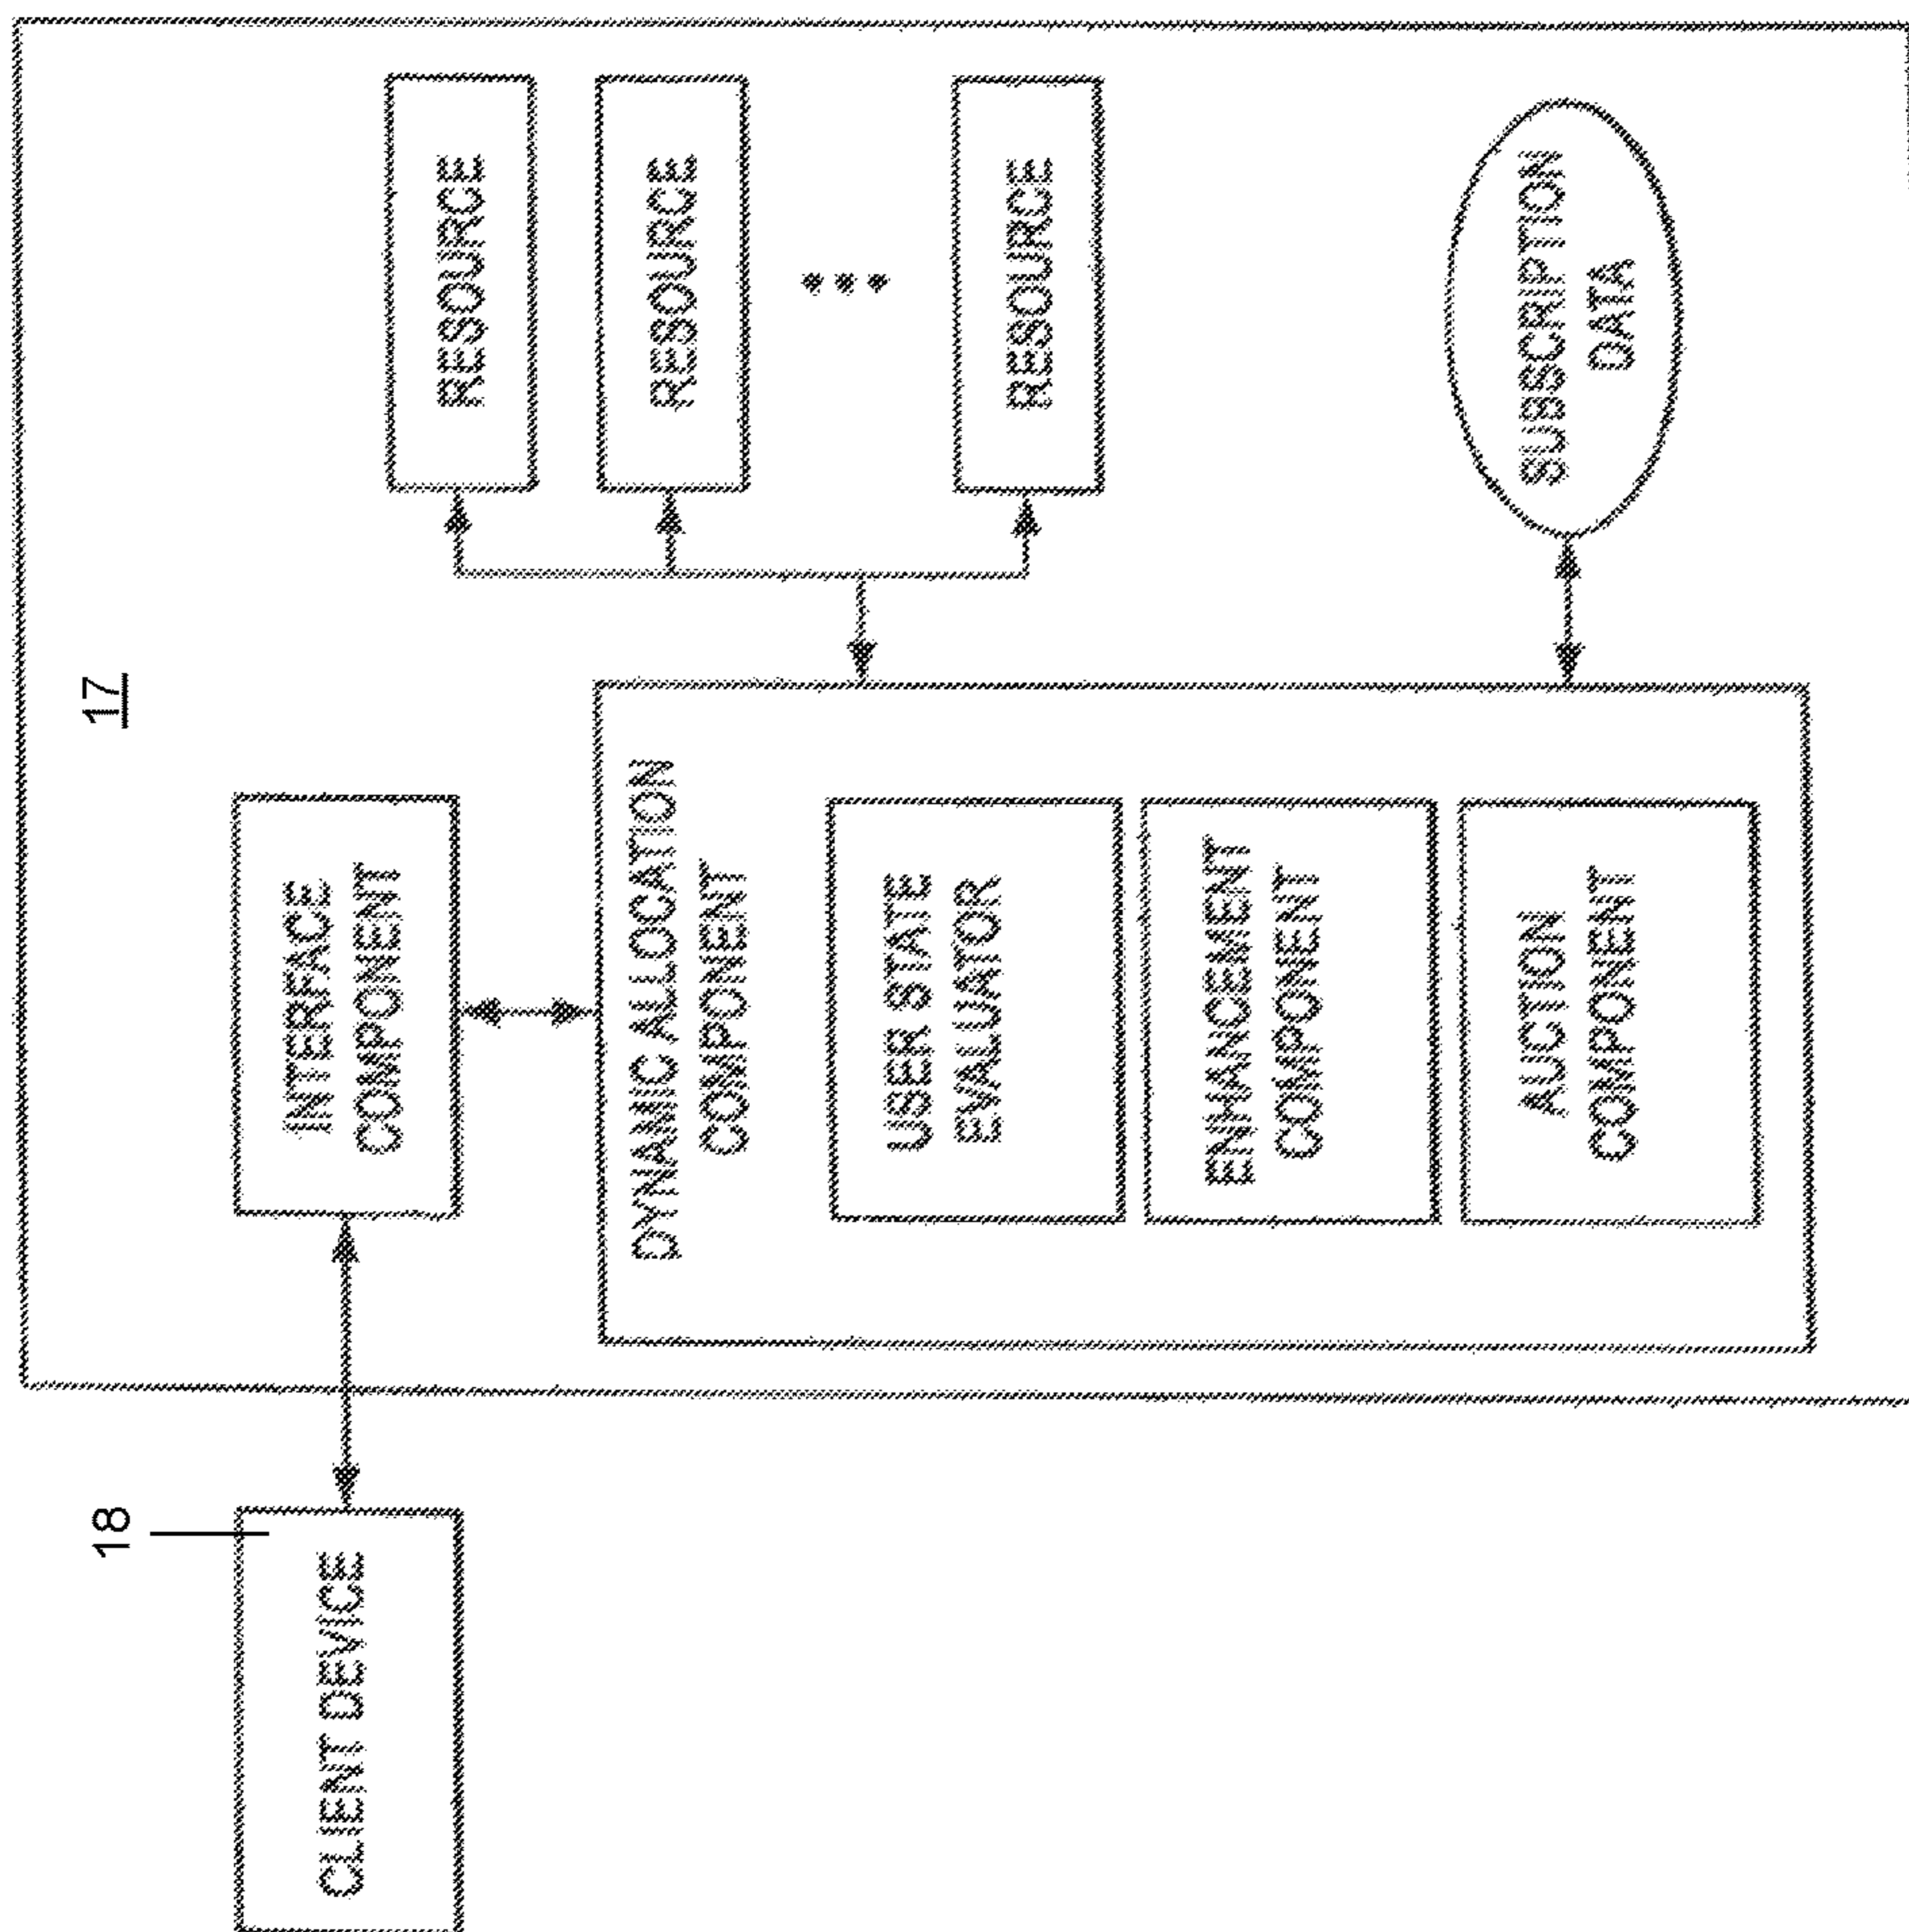 17
18
CLIENT DEVICE
INTERFACE
COMPONENT
DYNAMIC ALLOCATION
COMPONENT
USER STATE
EVALUATOR
ENHANCEMENT
COMPONENT
AUCTION
COMPONENT
RESOURCE
RESOURCE
RESOURCE
SUBSCRIPTION
DATA